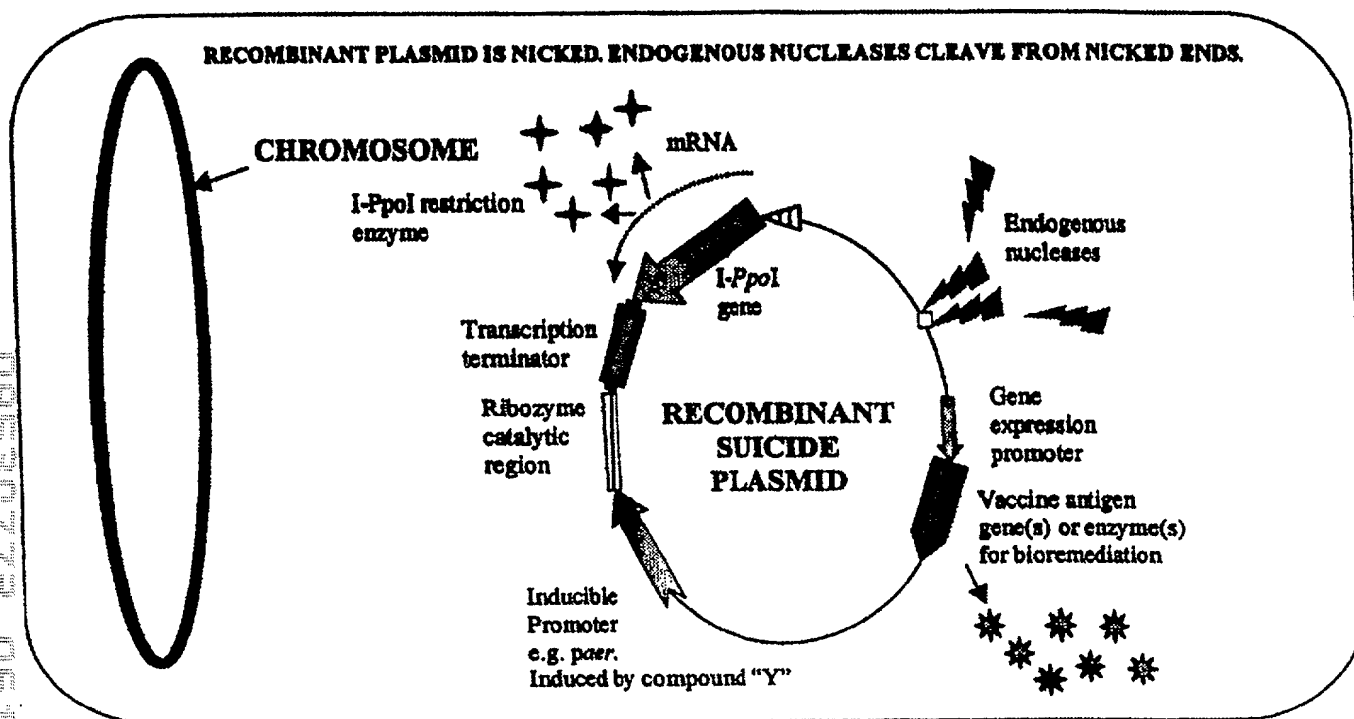 RECOMBINANT PLASMID IS NICKED. ENDOGENOUS NUCLEASES CLEAVE FROM NICKED ENDS.
CHROMOSOME
mRNA
I-PpoI restriction
enzyme
I-PpoI
gene
Endogenous
nucleases
Transcription
terminator
Ribozyme
catalytic
region
RECOMBINANT
SUICIDE
PLASMID
Gene
expression
promoter
Vaccine antigen
gene(s) or enzyme(s)
for bioremediation
Inducible
Promoter
e.g. paer.
Induced by compound "Y"